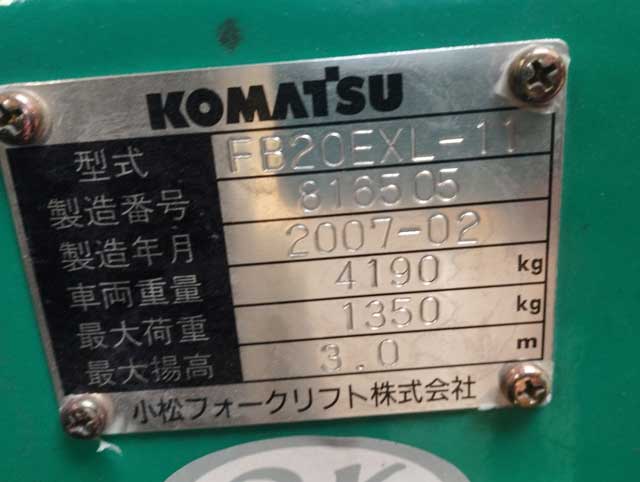 KOMATSU
型式 FB20EXL-11
製造番号 816505
製造年月 2007-02
車両重量 4190 kg
最大荷重 1350 kg
最大揚高 3.0 m
小松フォークリフト株式会社